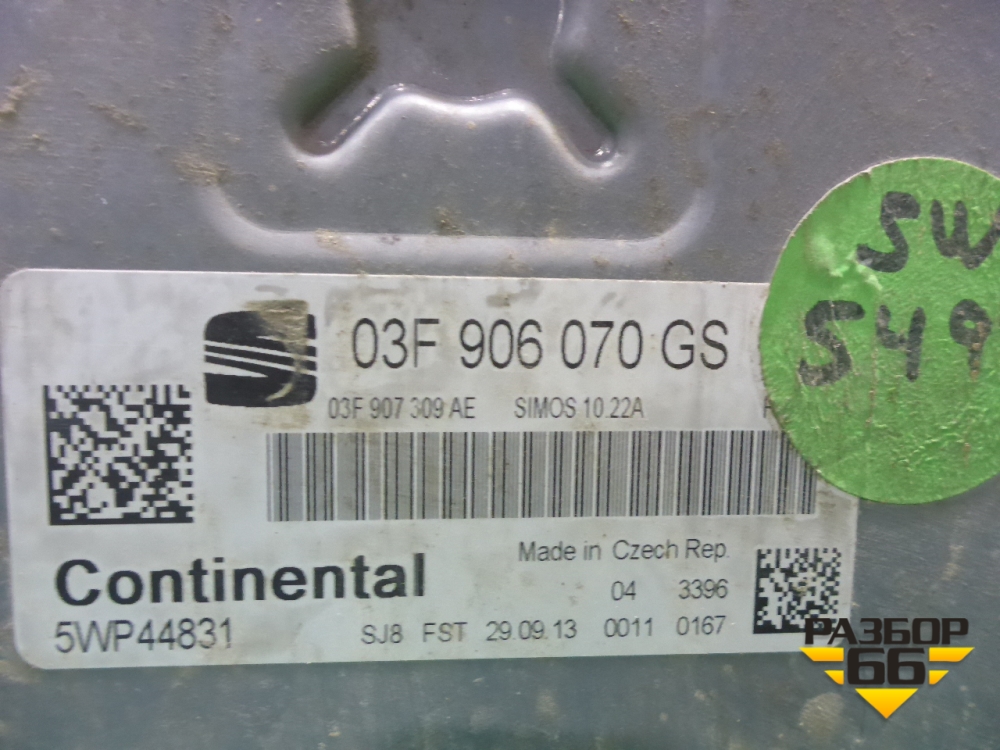 03F 906 070 GS
03F 907 309 AE SIMOS 10.22A
Continental
5WP44831
Made in Czech Rep.
04 3396
SJ8 FST 29.09.13 0011 0167
SW
549
РАЗБОР
66